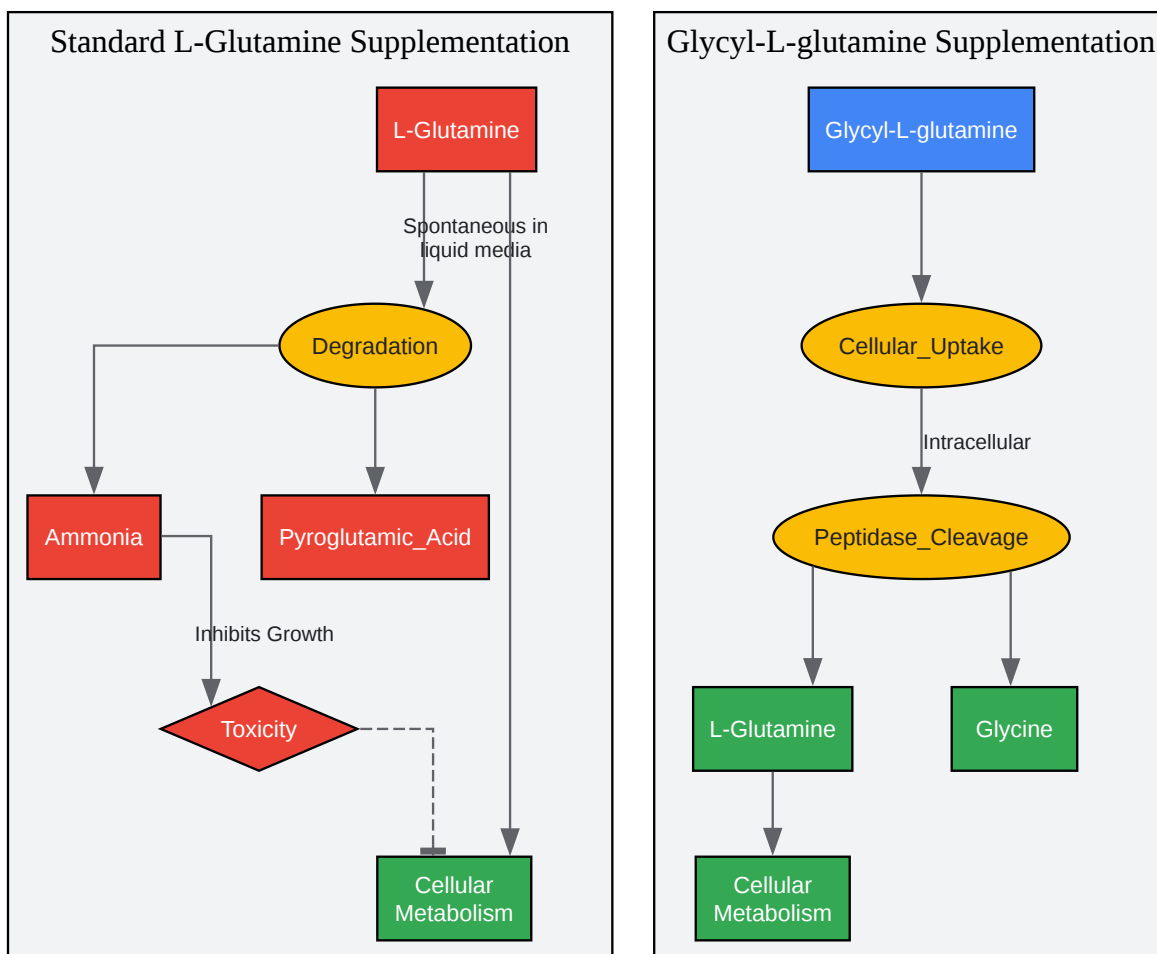 Standard L-Glutamine Supplementation
L-Glutamine
Spontaneous in
liquid media
Degradation
Ammonia
Pyroglutamic_Acid
Inhibits Growth
Toxicity
Cellular
Metabolism
Glycyl-L-glutamine Supplementation
Glycyl-L-glutamine
Cellular_Uptake
Intracellular
Peptidase_Cleavage
L-Glutamine
Glycine
Cellular
Metabolism